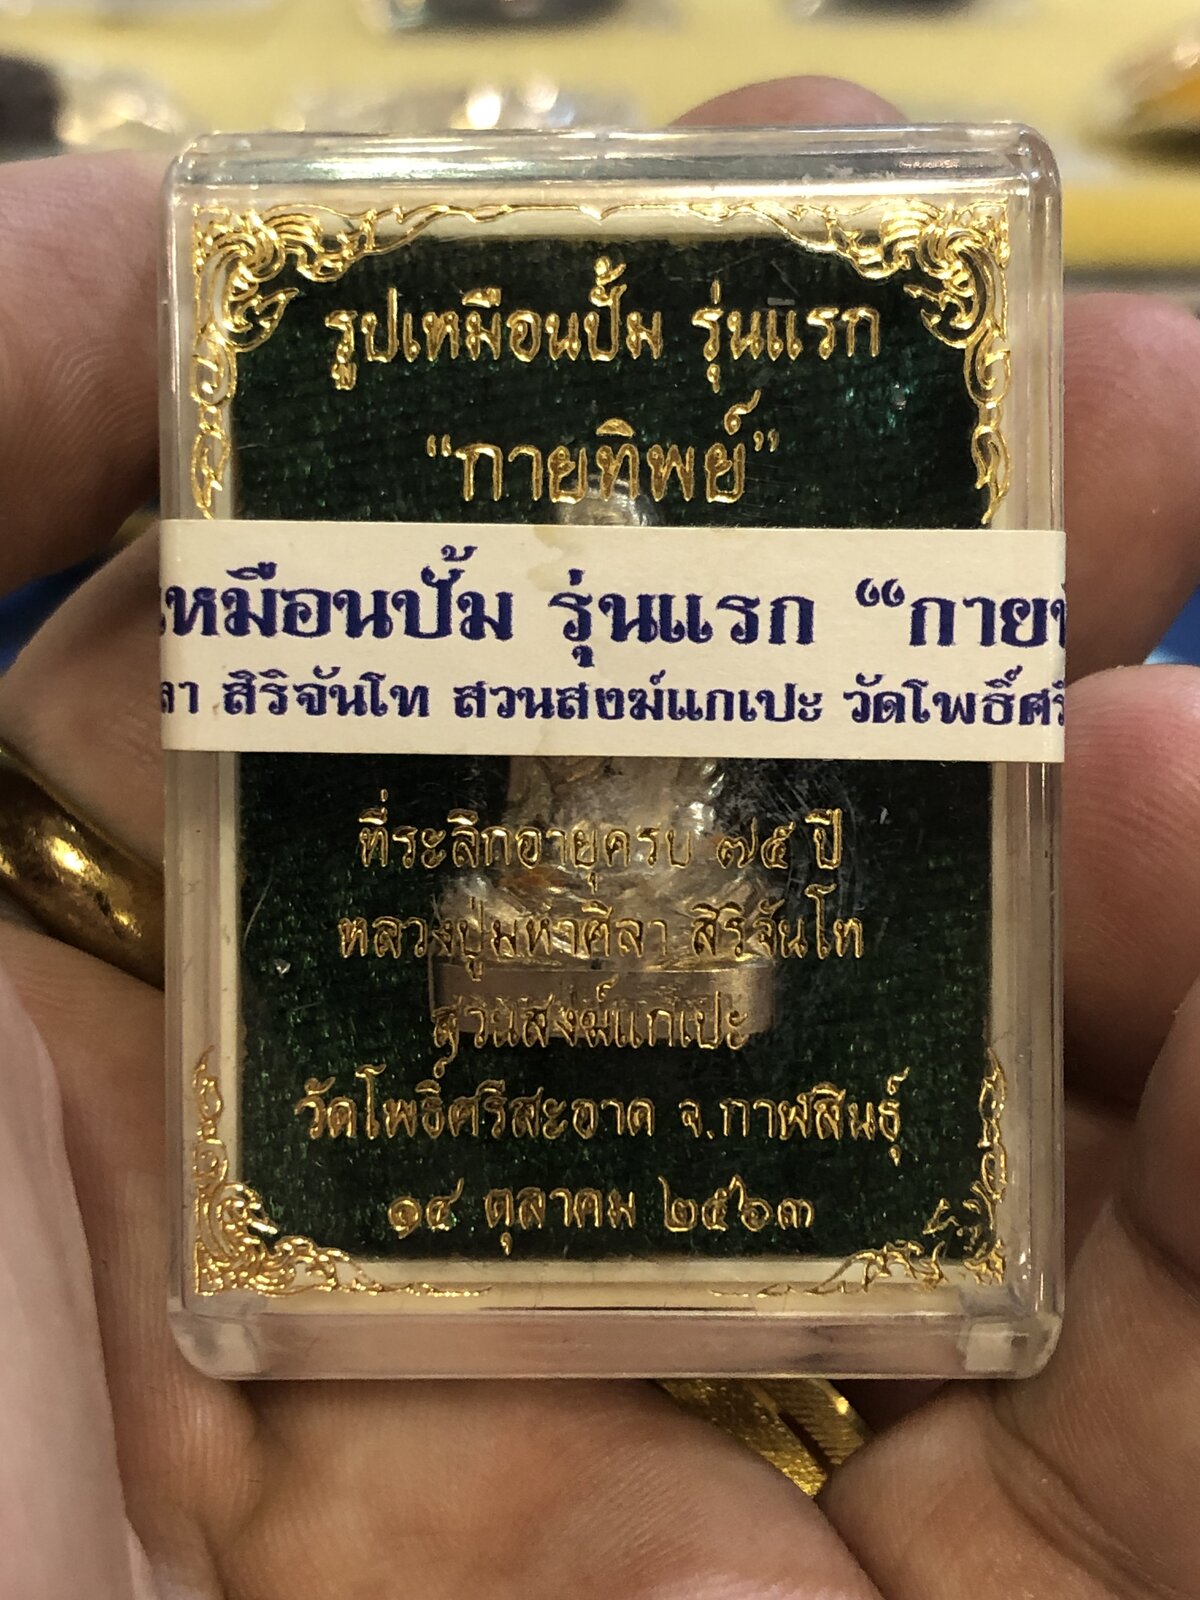 รูปเหมือนปั้ม รุ่นแรก
"กายทิพย์"
เหมือนปั้ม รุ่นแรก "กาย
ลา สิริจันโท สวนสงฆ์แกเปะ วัดโพธิ์ศรี
ที่ระลึกอายุครบ ๗๕ ปี
หลวงปู่มหาศิลา สิริจันโท
สวนสงฆ์แกเปะ
วัดโพธิ์ศรีสะอาด จ.กาฬสินธุ์
๑๔ ตุลาคม ๒๕๖๓